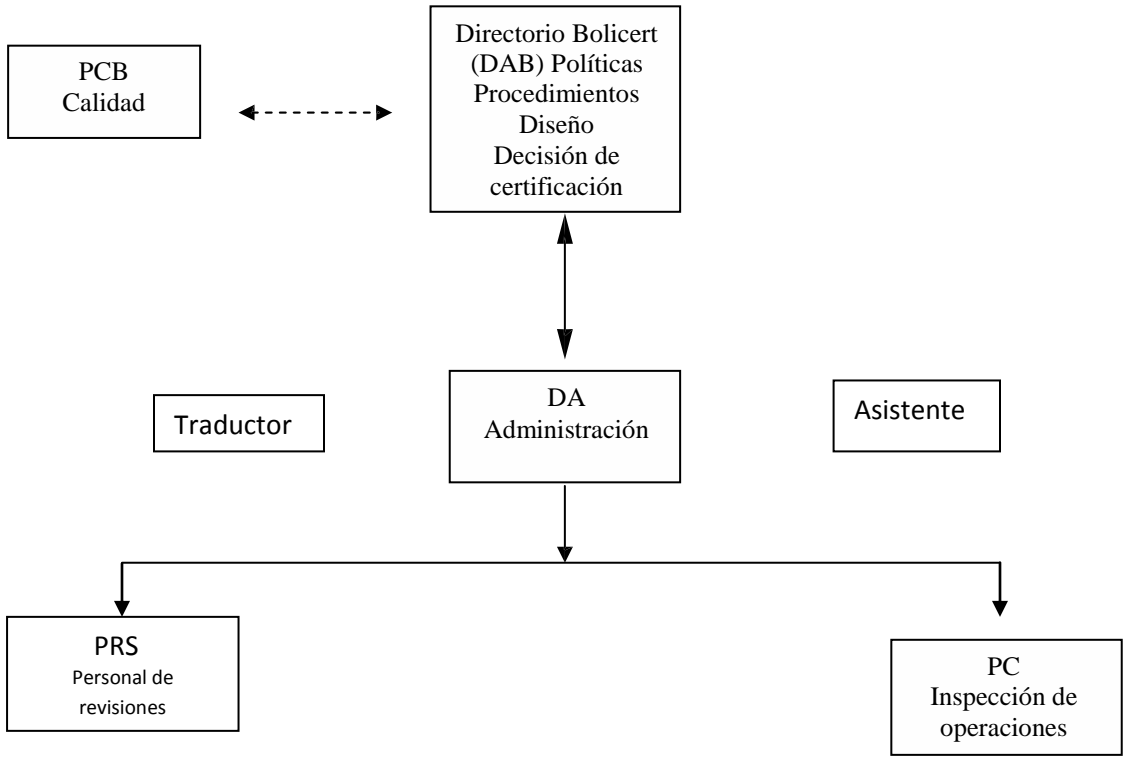 PCB
Calidad
Directorio Bolicert
(DAB) Políticas
Procedimientos
Diseño
Decisión de
certificación
Traductor
DA
Administración
Asistente
PRS
Personal de
revisiones
PC
Inspección de
operaciones